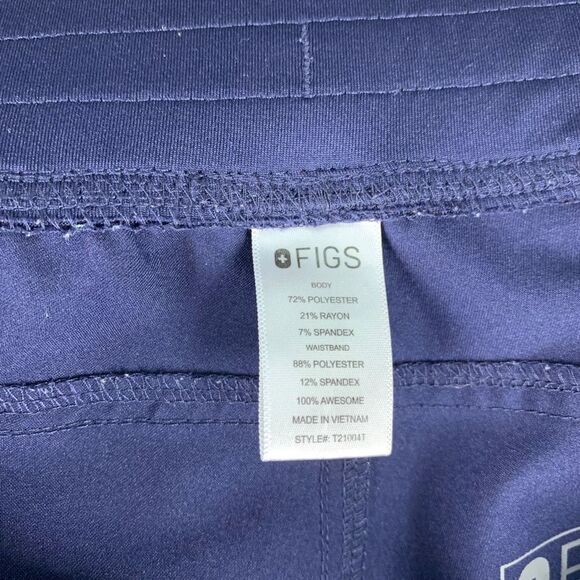 FIGS
BODY
72% POLYESTER
21% RAYON
7% SPANDEX
WAISTBAND
88% POLYESTER
12% SPANDEX
100% AWESOME
MADE IN VIETNAM
STYLE#: T21004T